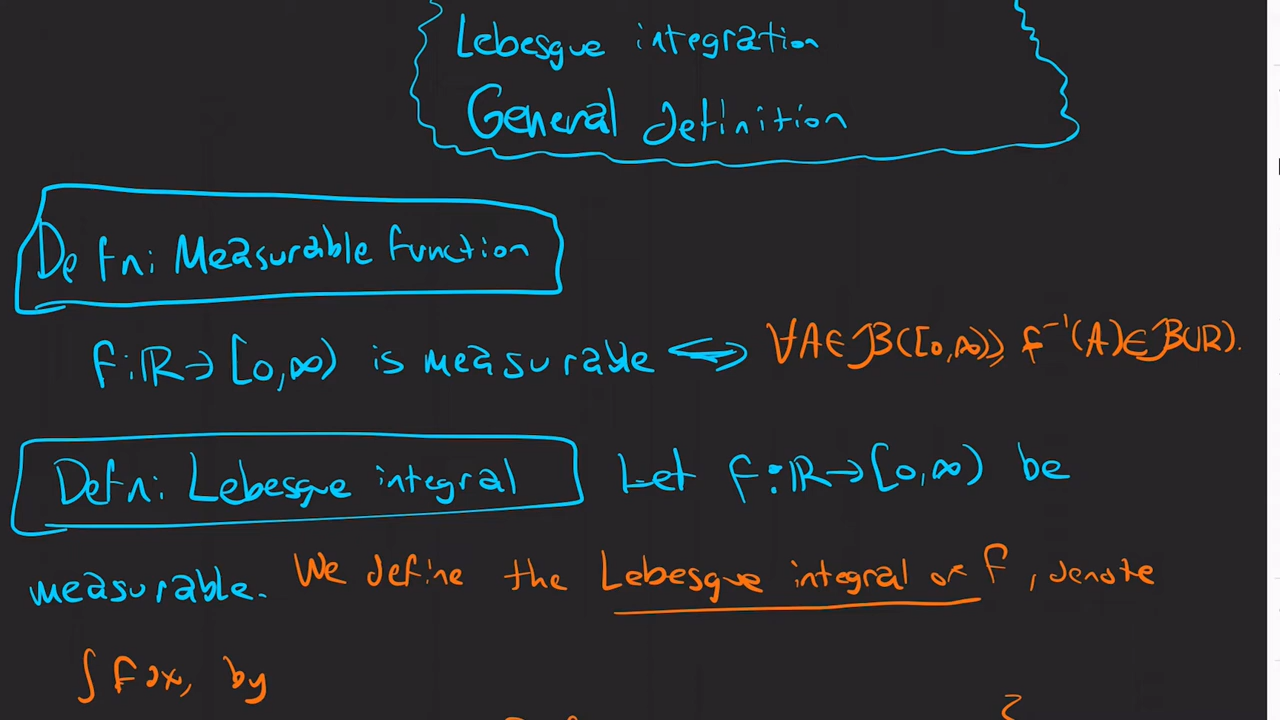 Lebesgue integration
General definition
Defn: Measurable function
f: ℝ → [0,∞) is measurable ⟺ ∀A∈ℬ([0,∞)), f⁻¹(A)∈ℬ(ℝ).
Defn: Lebesgue integral Let f: ℝ → [0,∞) be
measurable. We define the Lebesgue integral of f, denote
∫ f dx, by